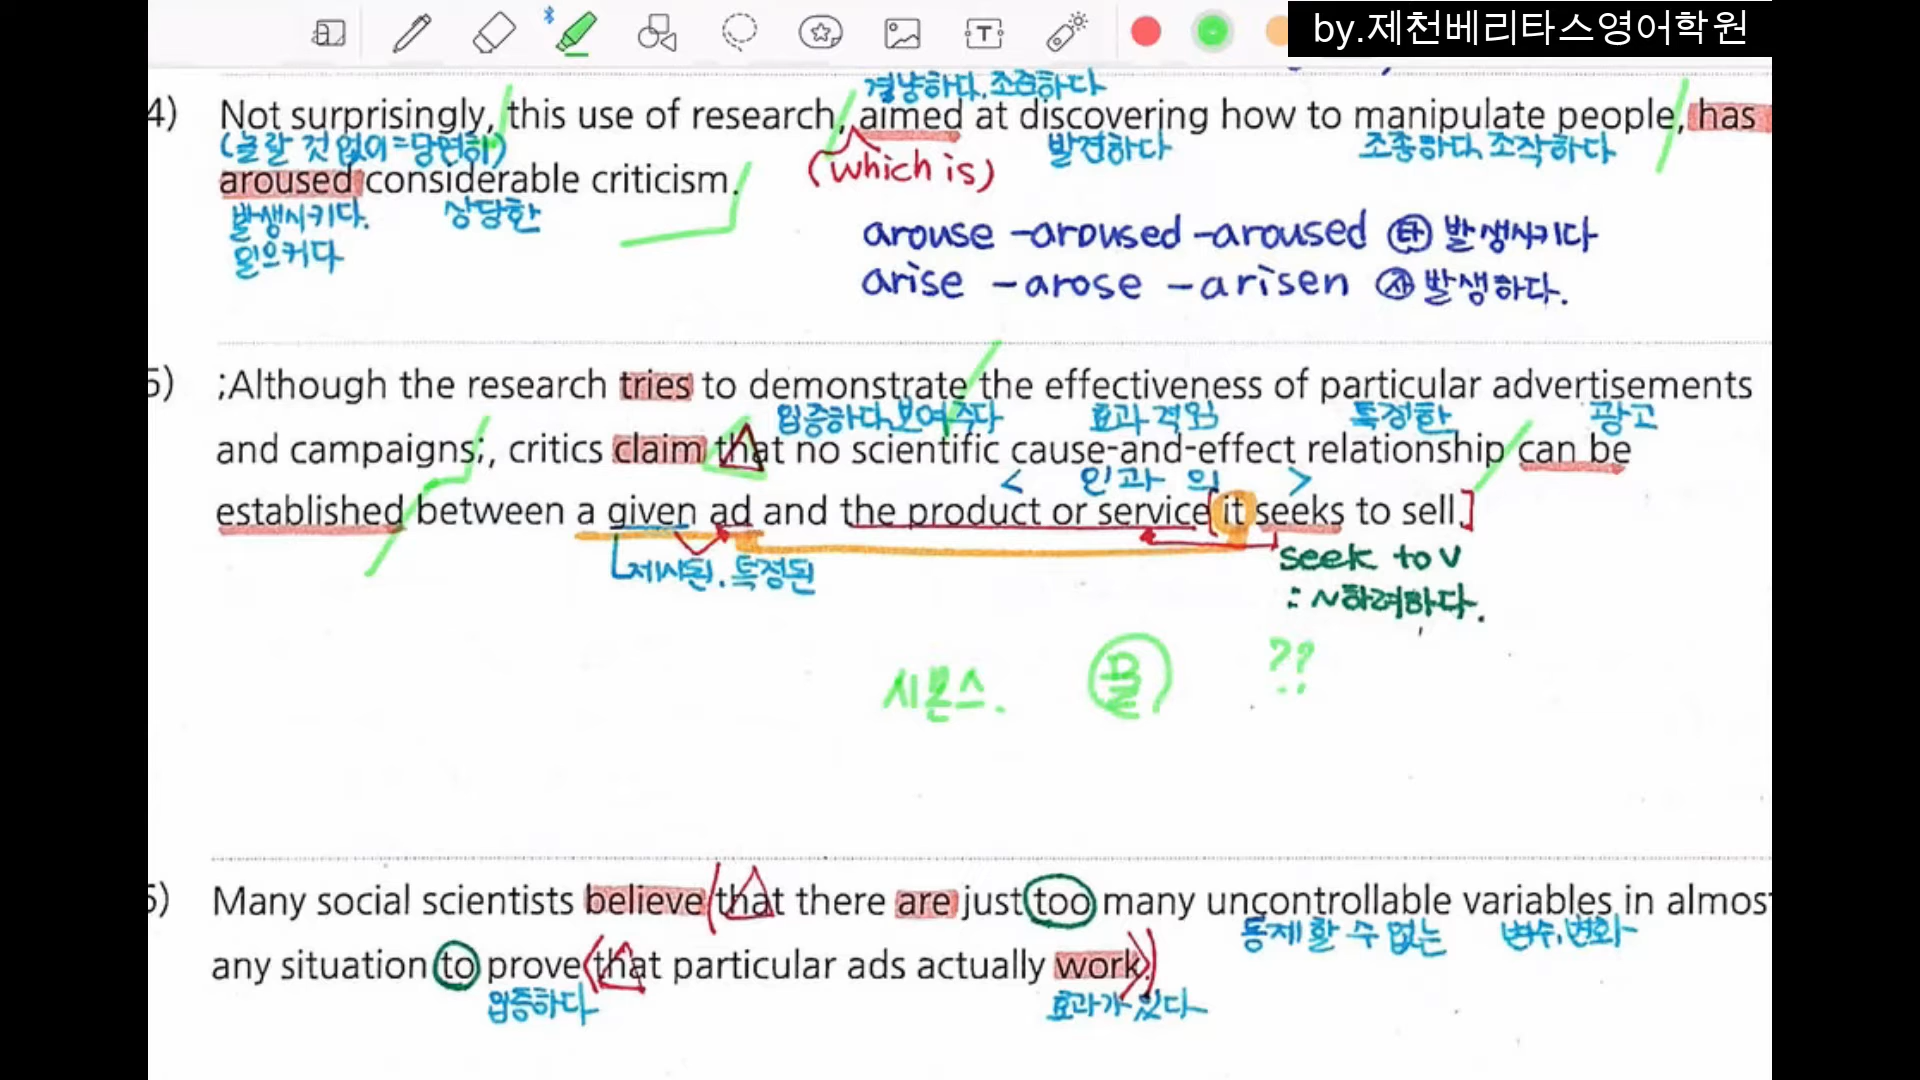 by.제천베리타스영어학원
겨냥하다. 조준하다
4) Not surprisingly, this use of research, aimed at discovering how to manipulate people, has
(놀랄 것 없이=당연히) 발견하다 조종하다, 조작하다
(which is)
aroused considerable criticism.
발생시키다. 상당한
일으키다
arouse -aroused -aroused 타 발생시키다
arise -arose -arisen 자 발생하다.
5) ;Although the research tries to demonstrate the effectiveness of particular advertisements
입증하다, 보여주다 효과적임 특정한 광고
and campaigns;, critics claim that no scientific cause-and-effect relationship can be
< 인과의 >
established between a given ad and the product or service [it seeks to sell.]
제시된. 특정된 seek to V
: ~하려하다.
시몬스. ??
6) Many social scientists believe (that there are just too many uncontrollable variables in almos
통제할 수 없는 변수, 변화
any situation to prove (that particular ads actually work.))
입증하다 효과가 있다